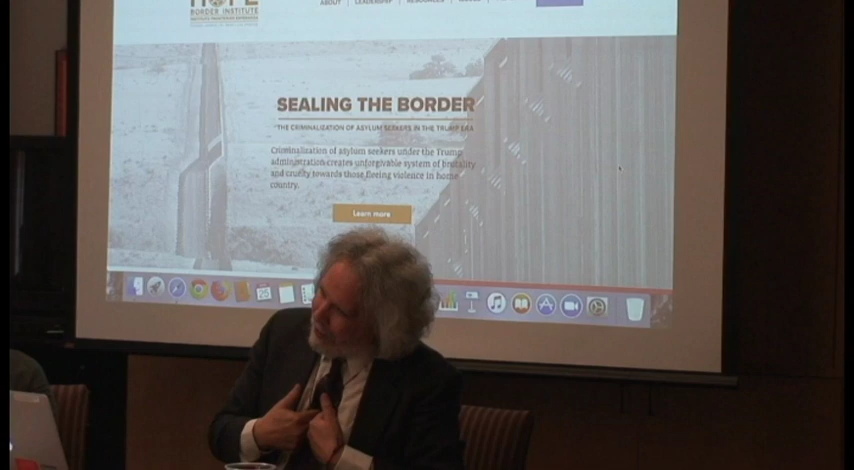 HOPE
BORDER INSTITUTE
ABOUT LEADERSHIP RESOURCES
SEALING THE BORDER
THE CRIMINALIZATION OF ASYLUM SEEKERS IN THE TRUMP ERA
Criminalization of asylum seekers under the Trump
administration creates unforgivable system of brutality
and cruelty towards those fleeing violence in home
country.
Learn more